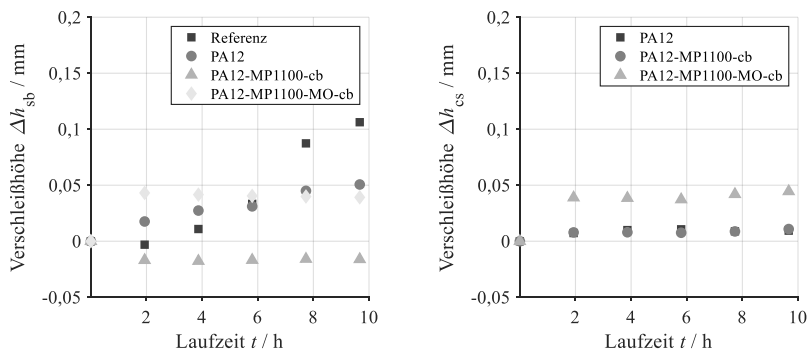 0,2
0,15
0,1
0,05
0
-0,05
Verschleißhöhe Δh_sb / mm
Referenz
PA12
PA12-MP1100-cb
PA12-MP1100-MO-cb
2 4 6 8 10
Laufzeit t / h
0,2
0,15
0,1
0,05
0
-0,05
Verschleißhöhe Δh_cs / mm
PA12
PA12-MP1100-cb
PA12-MP1100-MO-cb
2 4 6 8 10
Laufzeit t / h